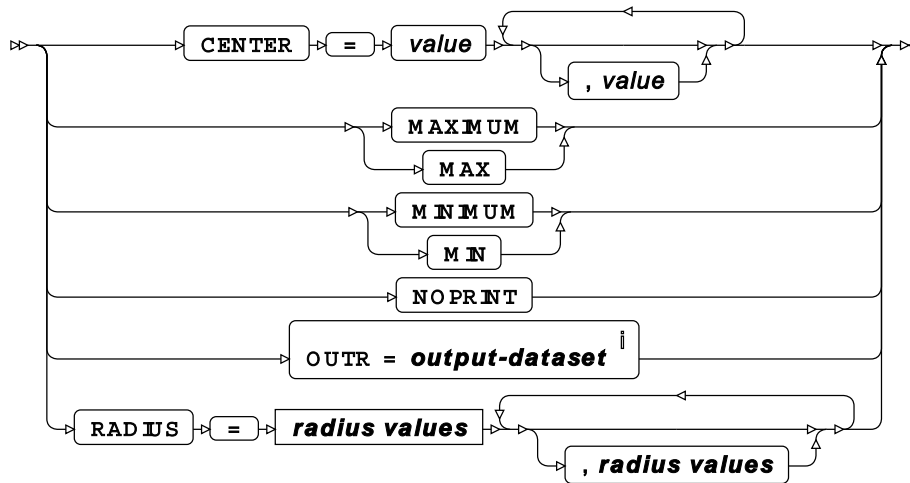 CENTER = value
, value
MAXIMUM
MAX
MINIMUM
MIN
NOPRINT
OUTR = output-dataset i
RADIUS = radius values
, radius values